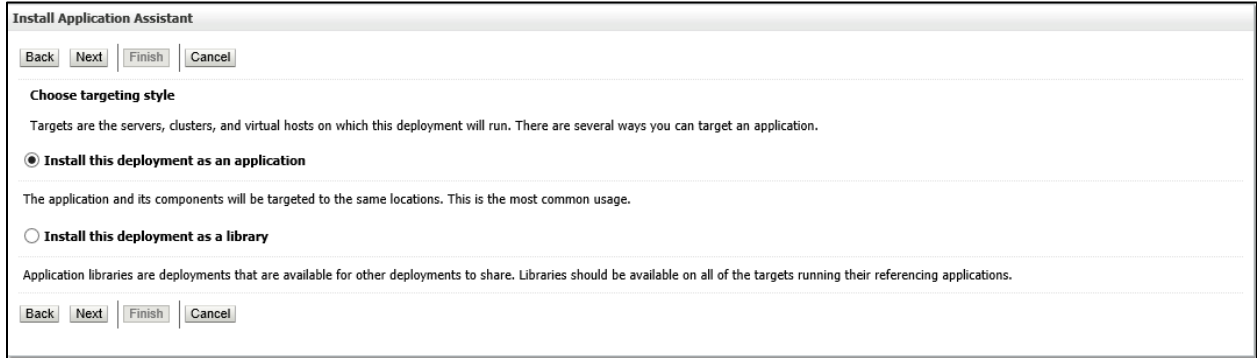 Install Application Assistant
Back Next Finish Cancel
Choose targeting style
Targets are the servers, clusters, and virtual hosts on which this deployment will run. There are several ways you can target an application.
Install this deployment as an application
The application and its components will be targeted to the same locations. This is the most common usage.
Install this deployment as a library
Application libraries are deployments that are available for other deployments to share. Libraries should be available on all of the targets running their referencing applications.
Back Next Finish Cancel